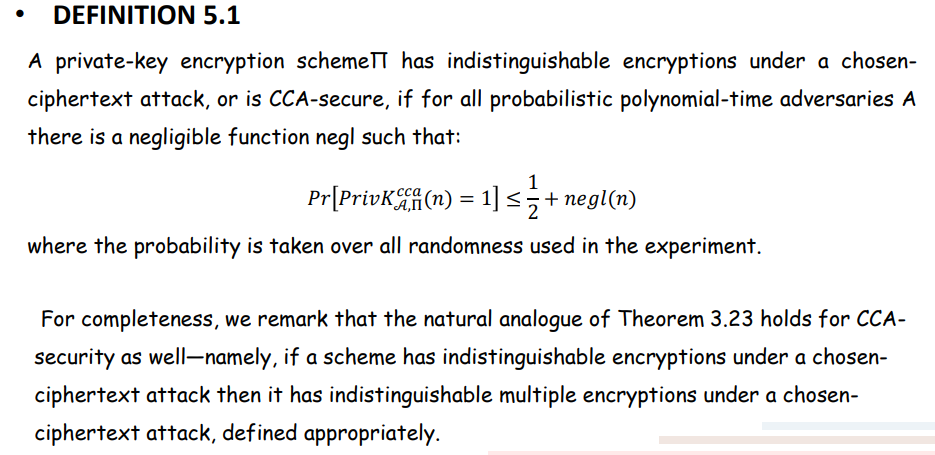 • DEFINITION 5.1
A private-key encryption schemeΠ has indistinguishable encryptions under a chosen-
ciphertext attack, or is CCA-secure, if for all probabilistic polynomial-time adversaries A
there is a negligible function negl such that:
Pr[PrivK^{cca}_{𝒜,Π}(n) = 1] ≤ 1/2 + negl(n)
where the probability is taken over all randomness used in the experiment.
For completeness, we remark that the natural analogue of Theorem 3.23 holds for CCA-
security as well—namely, if a scheme has indistinguishable encryptions under a chosen-
ciphertext attack then it has indistinguishable multiple encryptions under a chosen-
ciphertext attack, defined appropriately.